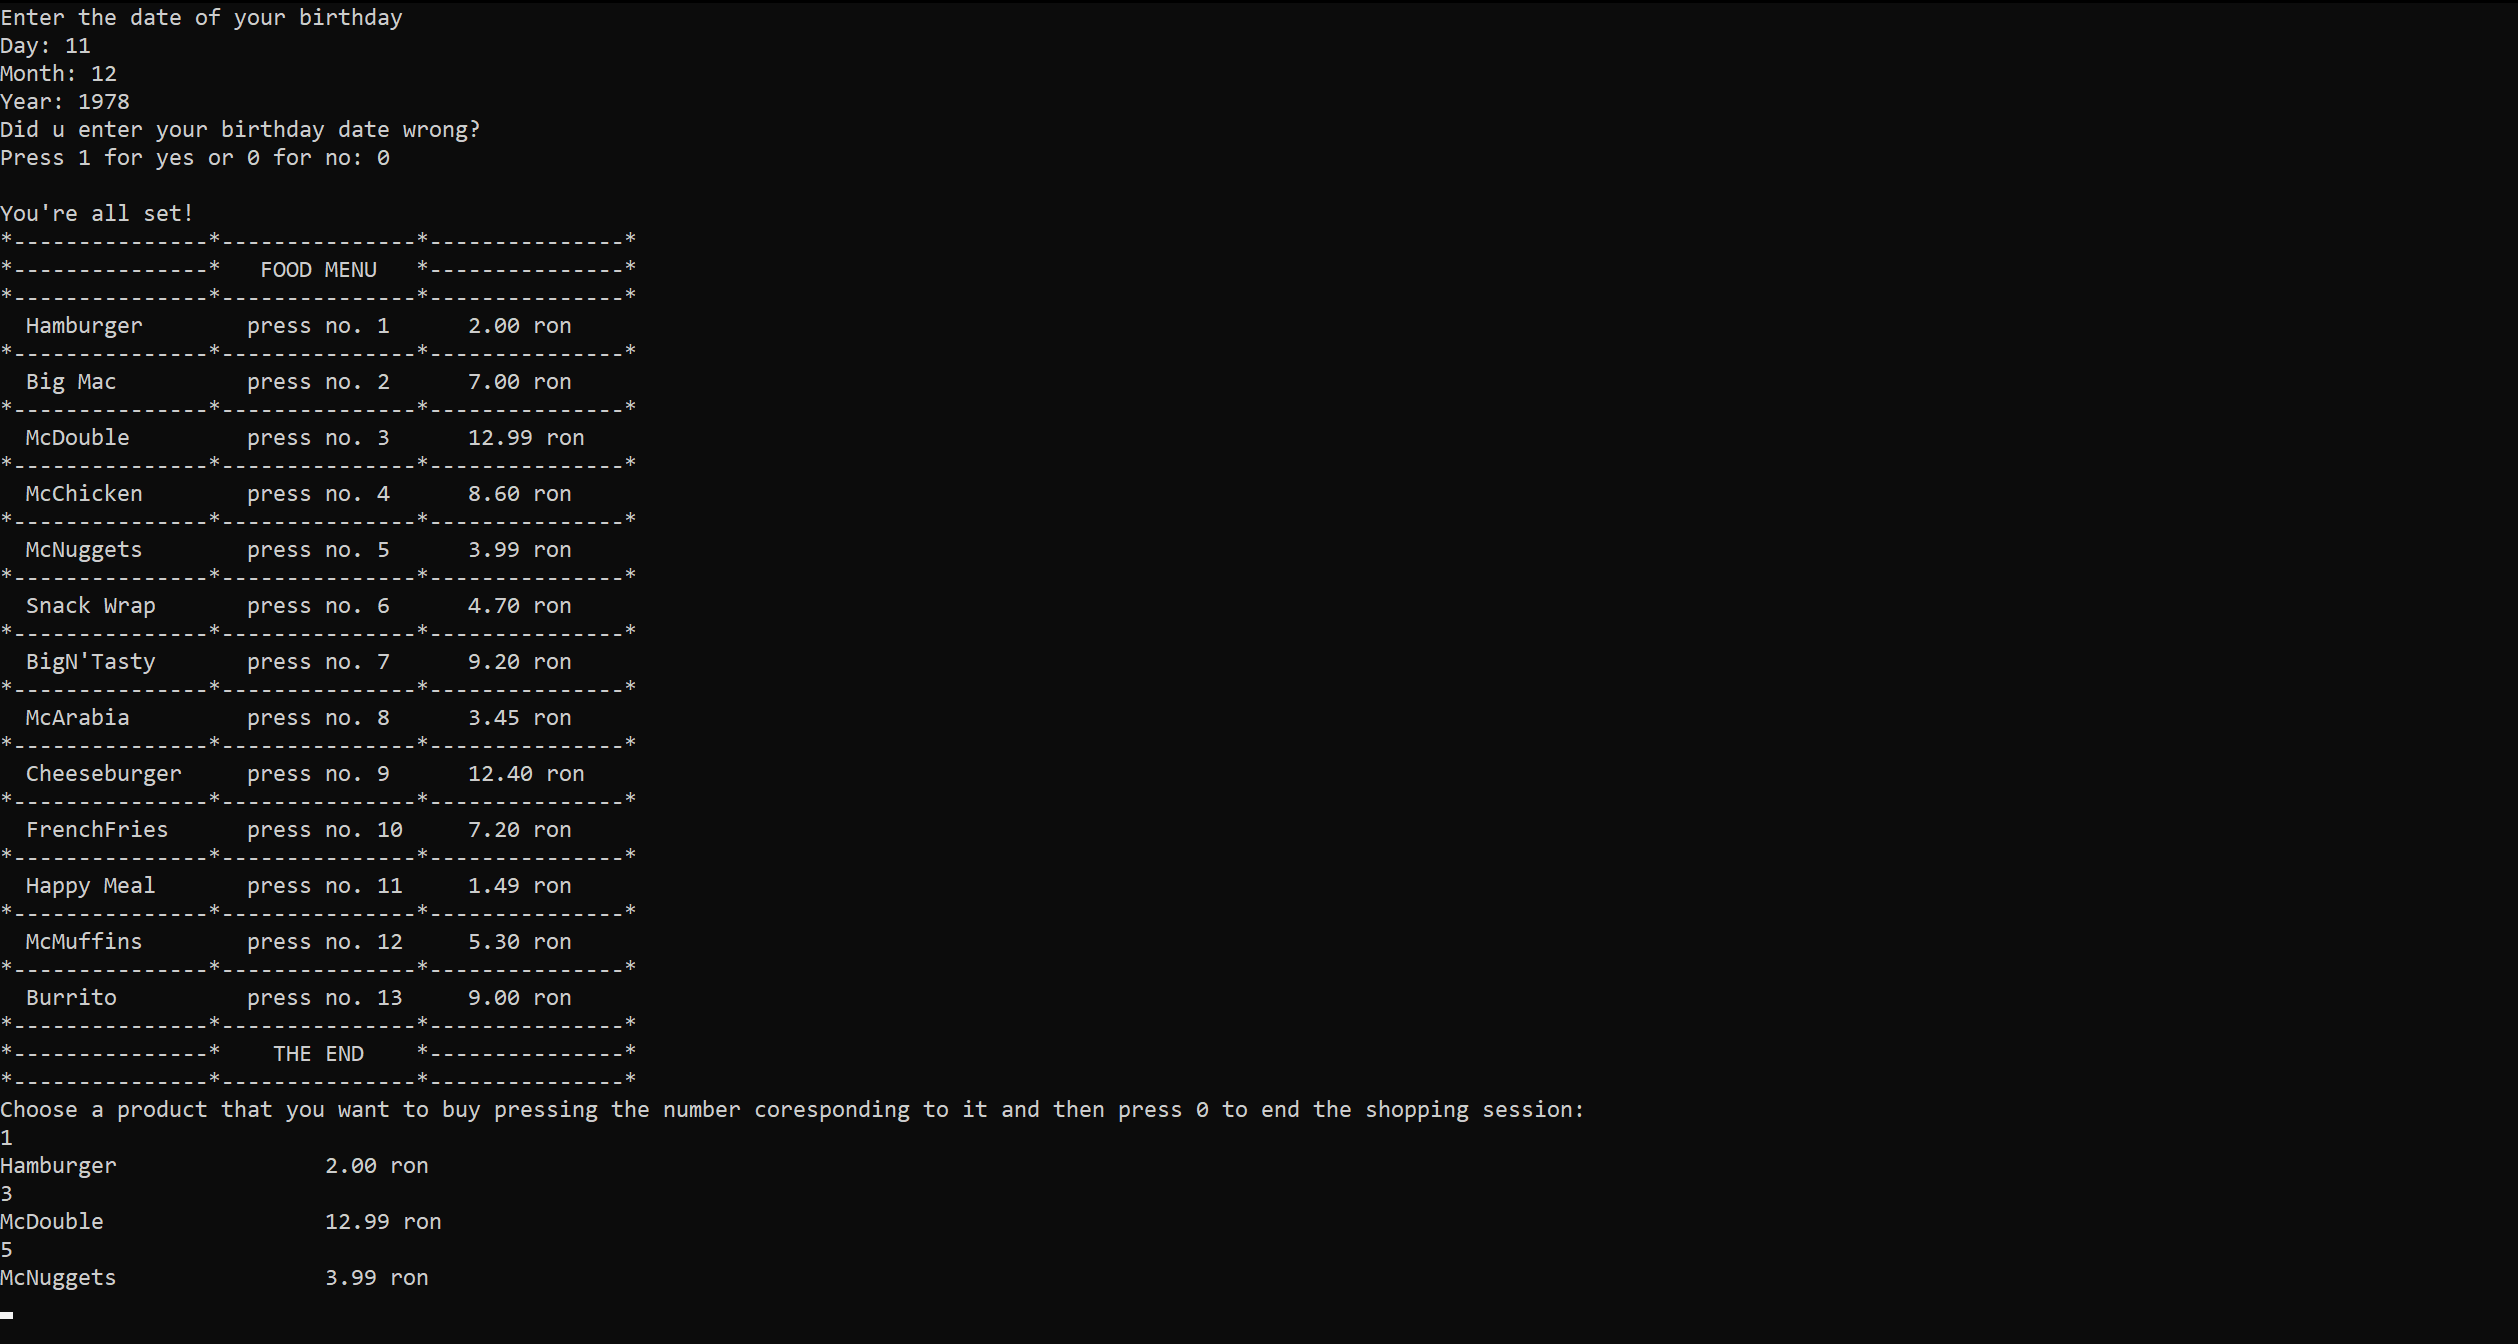 Enter the date of your birthday
Day: 11
Month: 12
Year: 1978
Did u enter your birthday date wrong?
Press 1 for yes or 0 for no: 0

You're all set!
*---------------*---------------*---------------*
*---------------*   FOOD MENU   *---------------*
*---------------*---------------*---------------*
  Hamburger        press no. 1      2.00 ron
*---------------*---------------*---------------*
  Big Mac          press no. 2      7.00 ron
*---------------*---------------*---------------*
  McDouble         press no. 3      12.99 ron
*---------------*---------------*---------------*
  McChicken        press no. 4      8.60 ron
*---------------*---------------*---------------*
  McNuggets        press no. 5      3.99 ron
*---------------*---------------*---------------*
  Snack Wrap       press no. 6      4.70 ron
*---------------*---------------*---------------*
  BigN'Tasty       press no. 7      9.20 ron
*---------------*---------------*---------------*
  McArabia         press no. 8      3.45 ron
*---------------*---------------*---------------*
  Cheeseburger     press no. 9      12.40 ron
*---------------*---------------*---------------*
  FrenchFries      press no. 10     7.20 ron
*---------------*---------------*---------------*
  Happy Meal       press no. 11     1.49 ron
*---------------*---------------*---------------*
  McMuffins        press no. 12     5.30 ron
*---------------*---------------*---------------*
  Burrito          press no. 13     9.00 ron
*---------------*---------------*---------------*
*---------------*    THE END    *---------------*
*---------------*---------------*---------------*
Choose a product that you want to buy pressing the number coresponding to it and then press 0 to end the shopping session:
1
Hamburger                2.00 ron
3
McDouble                 12.99 ron
5
McNuggets                3.99 ron